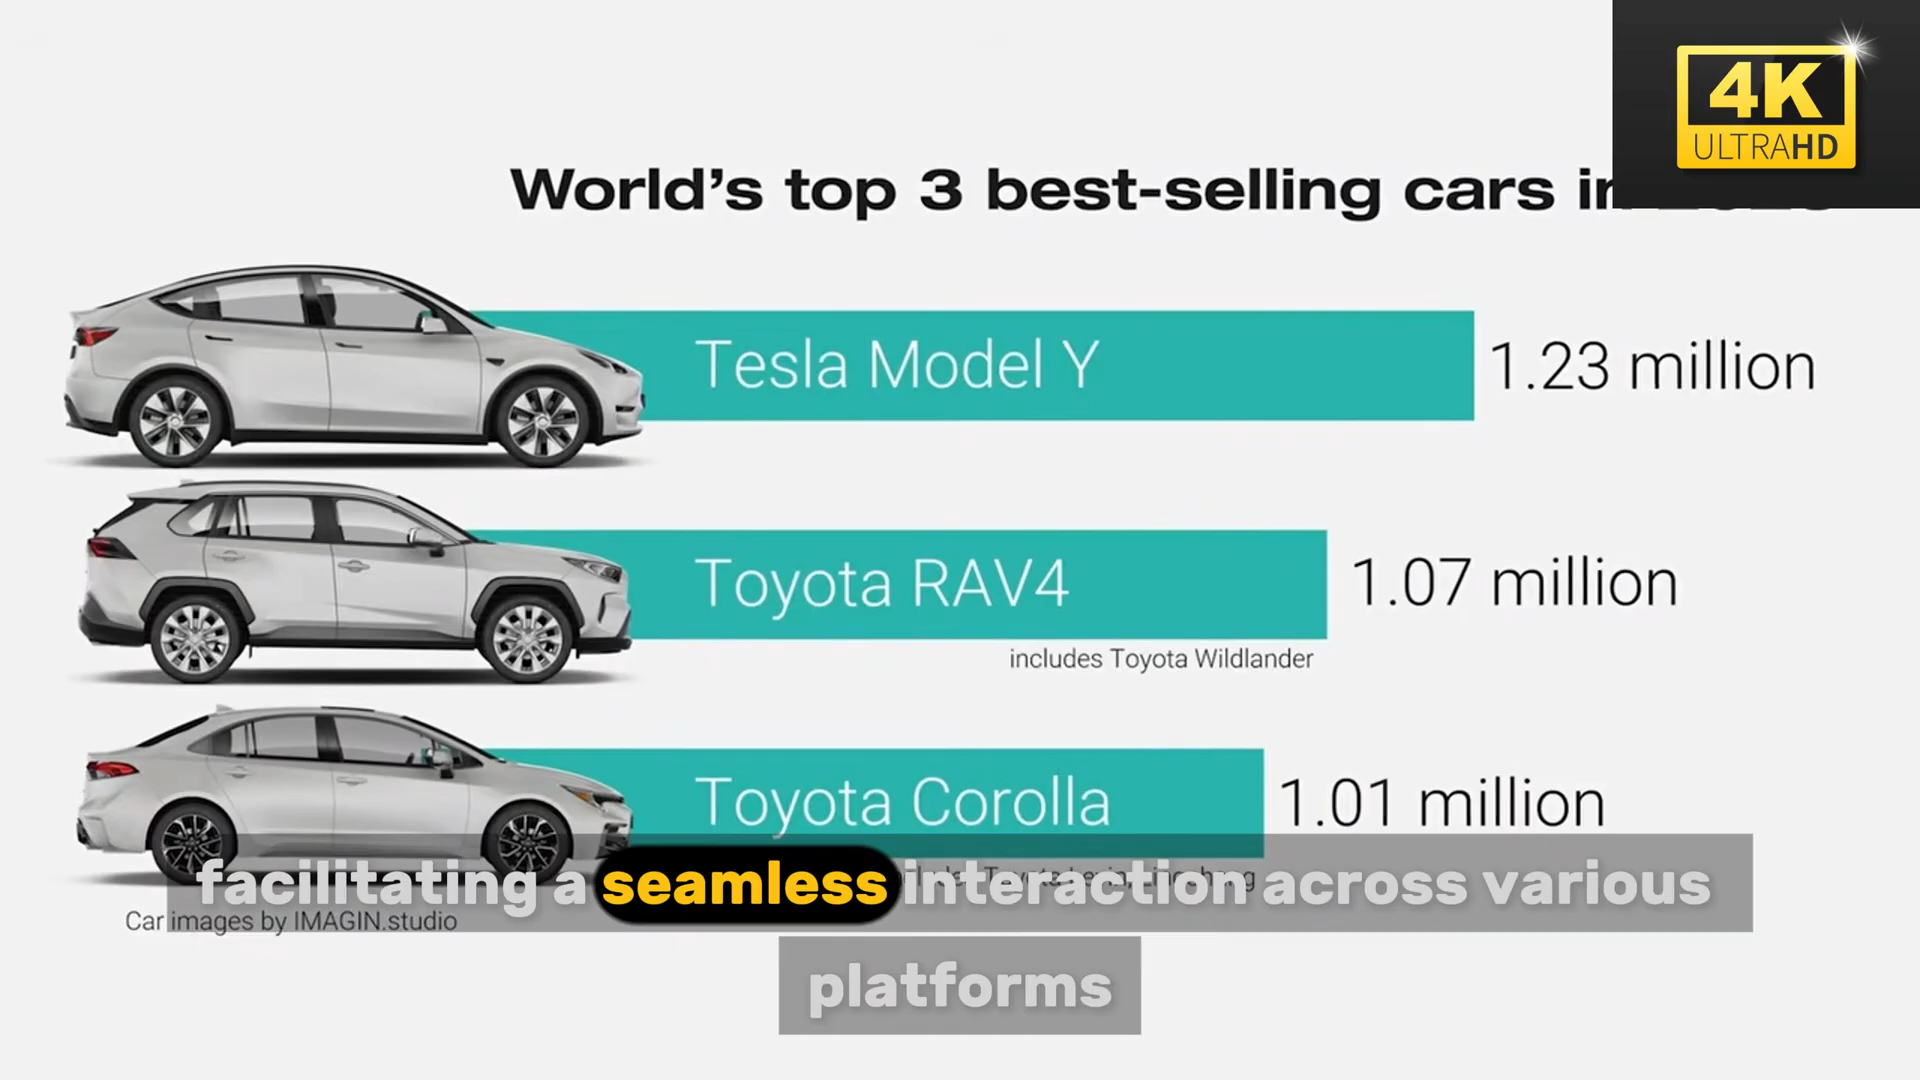 4K
ULTRAHD
World's top 3 best-selling cars in
Tesla Model Y
1.23 million
Toyota RAV4
1.07 million
includes Toyota Wildlander
Toyota Corolla
1.01 million
facilitating a seamless interaction across various
platforms
Car images by IMAGIN.studio